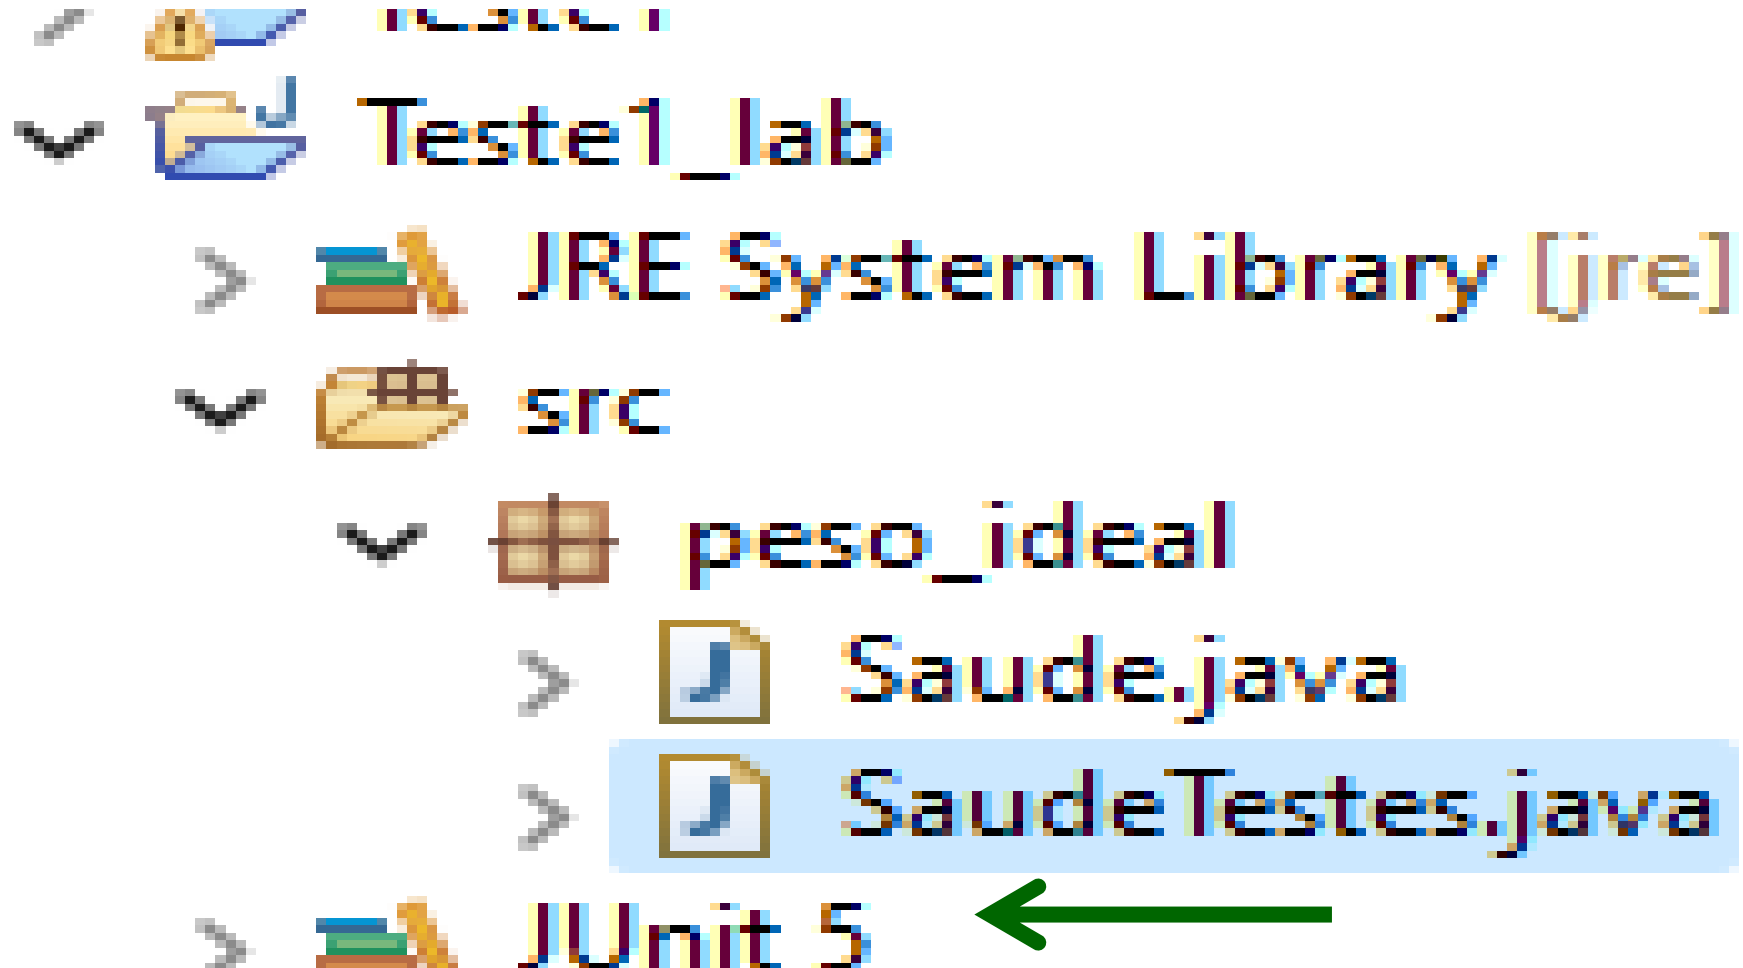 Teste1_lab
JRE System Library [jre]
src
peso_ideal
Saude.java
SaudeTestes.java
JUnit 5